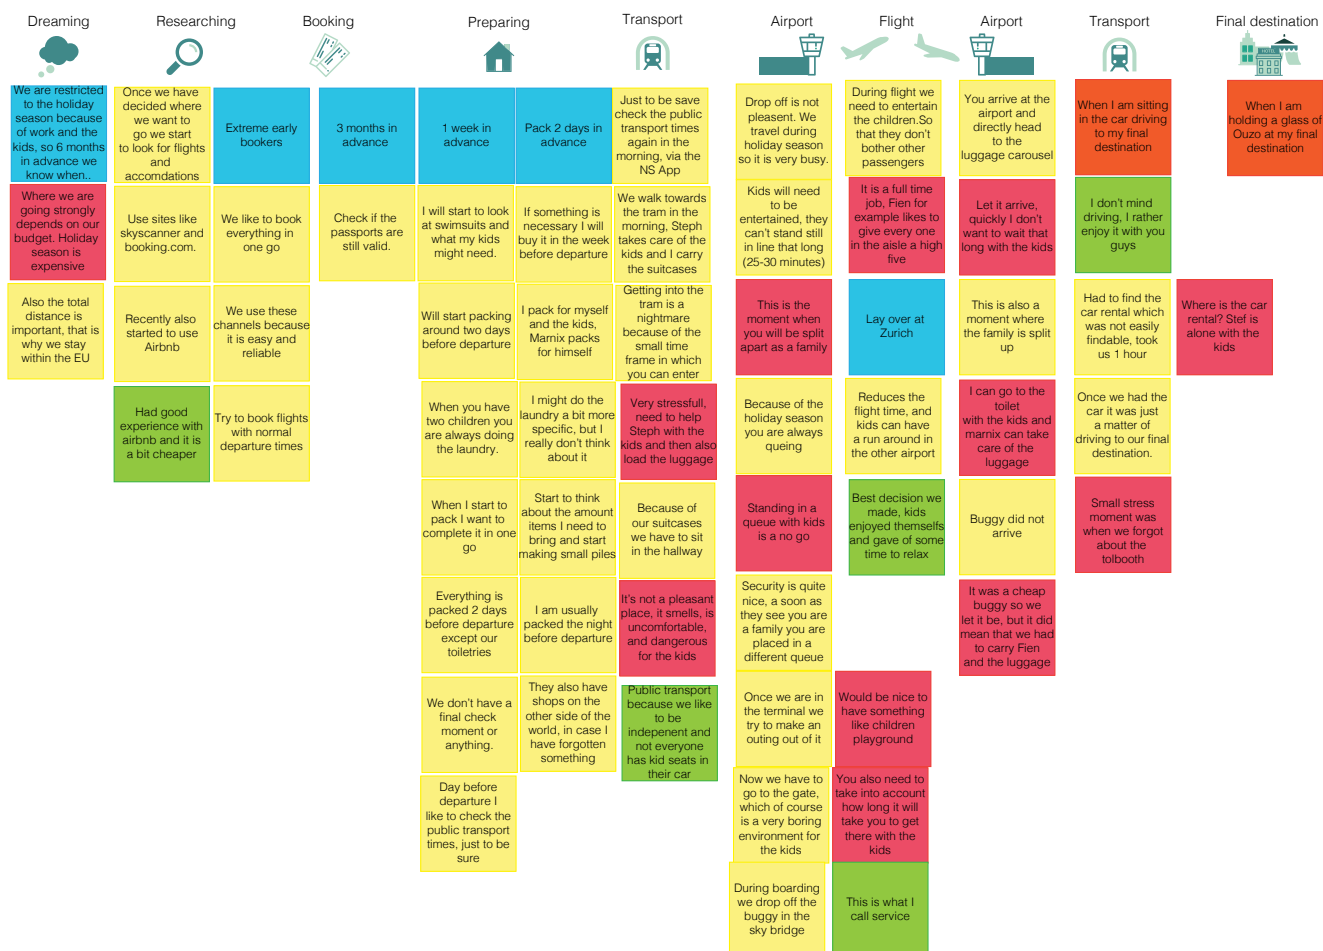 Dreaming
Researching
Booking
Preparing
Transport
Airport
Flight
Airport
Transport
Final destination
HOTEL
We are restricted
to the holiday
season because
of work and the
kids, so 6 months
in advance we
know when..
Where we are
going strongly
depends on our
budget. Holiday
season is
expensive
Also the total
distance is
important, that is
why we stay
within the EU
Once we have
decided where
we want to
go we start
to look for flights
and
accomdations
Use sites like
skyscanner and
booking.com.
Recently also
started to use
Airbnb
Had good
experience with
airbnb and it is
a bit cheaper
Extreme early
bookers
We like to book
everything in
one go
We use these
channels because
it is easy and
reliable
Try to book flights
with normal
departure times
3 months in
advance
Check if the
passports are
still valid.
1 week in
advance
I will start to look
at swimsuits and
what my kids
might need.
Will start packing
around two days
before departure
When you have
two children you
are always doing
the laundry.
When I start to
pack I want to
complete it in one
go
Everything is
packed 2 days
before departure
except our
toiletries
We don't have a
final check
moment or
anything.
Day before
departure I
like to check the
public transport
times, just to be
sure
Pack 2 days in
advance
If something is
necessary I will
buy it in the week
before departure
I pack for myself
and the kids,
Marnix packs
for himself
I might do the
laundry a bit more
specific, but I
really don't think
about it
Start to think
about the amount
items I need to
bring and start
making small piles
I am usually
packed the night
before departure
They also have
shops on the
other side of the
world, in case I
have forgotten
something
Just to be save
check the public
transport times
again in the
morning, via the
NS App
We walk towards
the tram in the
morning, Steph
takes care of the
kids and I carry
the suitcases
Getting into the
tram is a
nightmare
because of the
small time
frame in which
you can enter
Very stressfull,
need to help
Steph with the
kids and then also
load the luggage
Because of
our suitcases
we have to sit
in the hallway
It's not a pleasant
place, it smells, is
uncomfortable,
and dangerous
for the kids
Public transport
because we like
to be
indepenent and
not everyone
has kid seats in
their car
Drop off is not
pleasent. We
travel during
holiday season
so it is very busy.
Kids will need
to be
entertained, they
can't stand still
in line that long
(25-30 minutes)
This is the
moment when
you will be split
apart as a family
Because of the
holiday season
you are always
queing
Standing in a
queue with kids
is a no go
Security is quite
nice, a soon as
they see you are
a family you are
placed in a
different queue
Once we are in
the terminal we
try to make an
outing out of it
Now we have to
go to the gate,
which of course
is a very boring
environment for
the kids
During boarding
we drop off the
buggy in the
sky bridge
During flight we
need to entertain
the children.So
that they don't
bother other
passengers
It is a full time
job, Fien for
example likes to
give every one
in the aisle a high
five
Lay over at
Zurich
Reduces the
flight time, and
kids can have
a run around in
the other airport
Best decision we
made, kids
enjoyed themself
and gave of some
time to relax
Would be nice to
have something
like children
playground
You also need to
take into account
how long it will
take you to get
there with the
kids
This is what I
call service
You arrive at the
airport and
directly head
to the
luggage carousel
Let it arrive,
quickly I don't
want to wait that
long with the kids
This is also a
moment where
the family is split
up
I can go to the
toilet
with the kids and
marnix can take
care of the
luggage
Buggy did not
arrive
It was a cheap
buggy so we
let it be, but it did
mean that we had
to carry Fien
and the luggage
When I am sitting
in the car driving
to my final
destination
I don't mind
driving, I rather
enjoy it with you
guys
Had to find the
car rental which
was not easily
findable, took
us 1 hour
Once we had the
car it was just
a matter of
driving to our final
destination.
Small stress
moment was
when we forgot
about the
tolbooth
Where is the car
rental? Stef is
alone with the
kids
When I am
holding a glass of
Ouzo at my final
destination